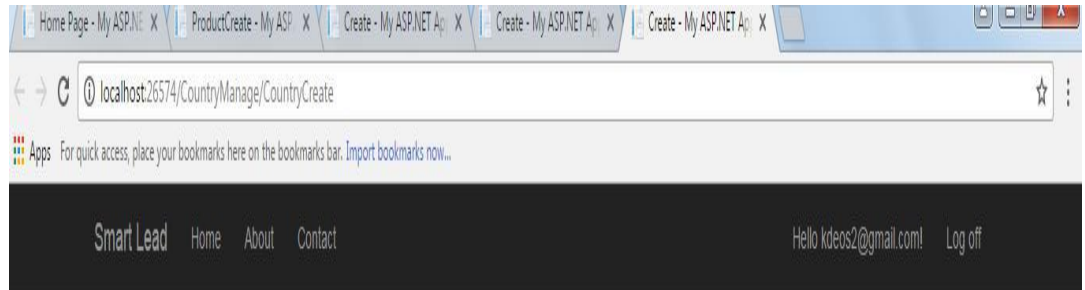 Home Page - My ASP.NE
ProductCreate - My ASP
Create - My ASP.NET Ap
Create - My ASP.NET Ap
Create - My ASP.NET Ap
localhost:26574/CountryManage/CountryCreate
Apps For quick access, place your bookmarks here on the bookmarks bar. Import bookmarks now...
Smart Lead Home About Contact Hello kdeos2@gmail.com! Log off